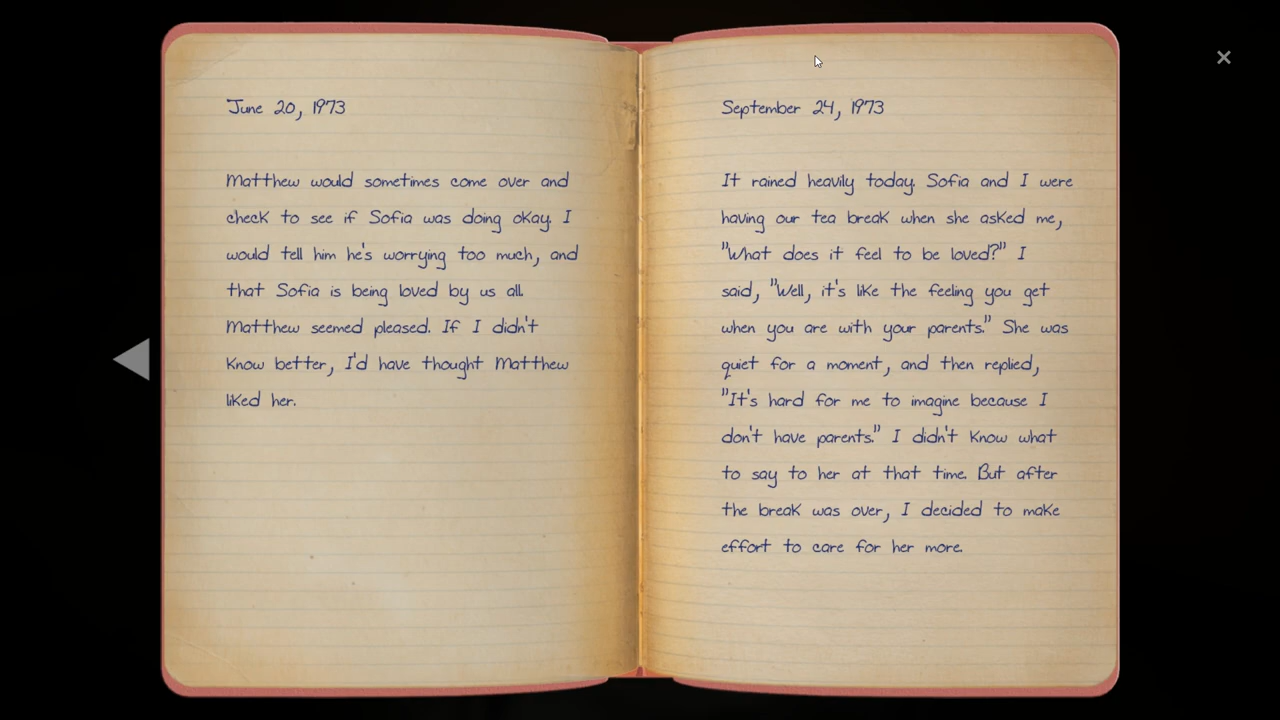 June 20, 1973
Matthew would sometimes come over and
check to see if Sofia was doing okay. I
would tell him he's worrying too much, and
that Sofia is being loved by us all.
Matthew seemed pleased. If I didn't
know better, I'd have thought Matthew
liked her.
September 24, 1973
It rained heavily today. Sofia and I were
having our tea break when she asked me,
"What does it feel to be loved?" I
said, "Well, it's like the feeling you get
when you are with your parents." She was
quiet for a moment, and then replied,
"It's hard for me to imagine because I
don't have parents." I didn't know what
to say to her at that time. But after
the break was over, I decided to make
effort to care for her more.